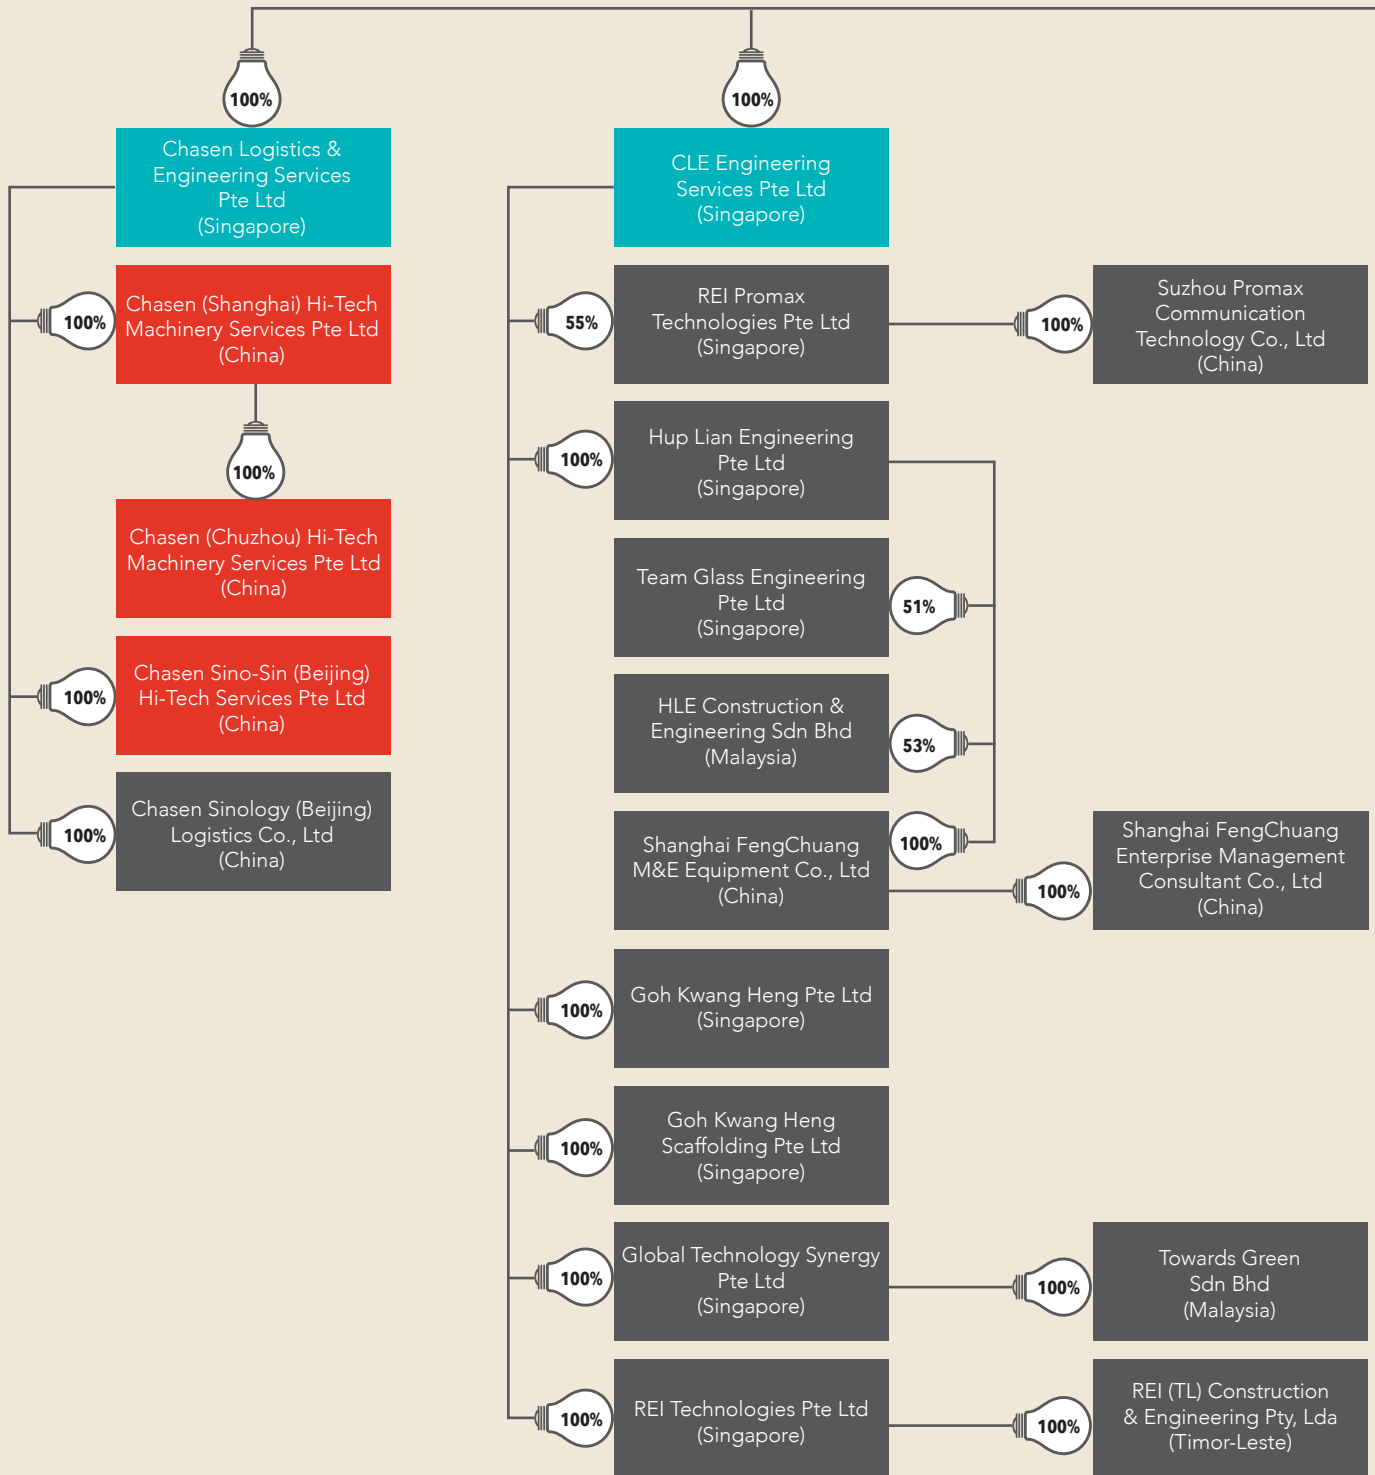 100%
Chasen Logistics &
Engineering Services
Pte Ltd
(Singapore)
100%
Chasen (Shanghai) Hi-Tech
Machinery Services Pte Ltd
(China)
100%
Chasen (Chuzhou) Hi-Tech
Machinery Services Pte Ltd
(China)
100%
Chasen Sino-Sin (Beijing)
Hi-Tech Services Pte Ltd
(China)
100%
Chasen Sinology (Beijing)
Logistics Co., Ltd
(China)
100%
CLE Engineering
Services Pte Ltd
(Singapore)
55%
REI Promax
Technologies Pte Ltd
(Singapore)
100%
Suzhou Promax
Communication
Technology Co., Ltd
(China)
100%
Hup Lian Engineering
Pte Ltd
(Singapore)
Team Glass Engineering
Pte Ltd
(Singapore)
51%
HLE Construction &
Engineering Sdn Bhd
(Malaysia)
53%
Shanghai FengChuang
M&E Equipment Co., Ltd
(China)
100%
100%
Shanghai FengChuang
Enterprise Management
Consultant Co., Ltd
(China)
100%
Goh Kwang Heng Pte Ltd
(Singapore)
100%
Goh Kwang Heng
Scaffolding Pte Ltd
(Singapore)
100%
Global Technology Synergy
Pte Ltd
(Singapore)
100%
Towards Green
Sdn Bhd
(Malaysia)
100%
REI Technologies Pte Ltd
(Singapore)
100%
REI (TL) Construction
& Engineering Pty, Lda
(Timor-Leste)